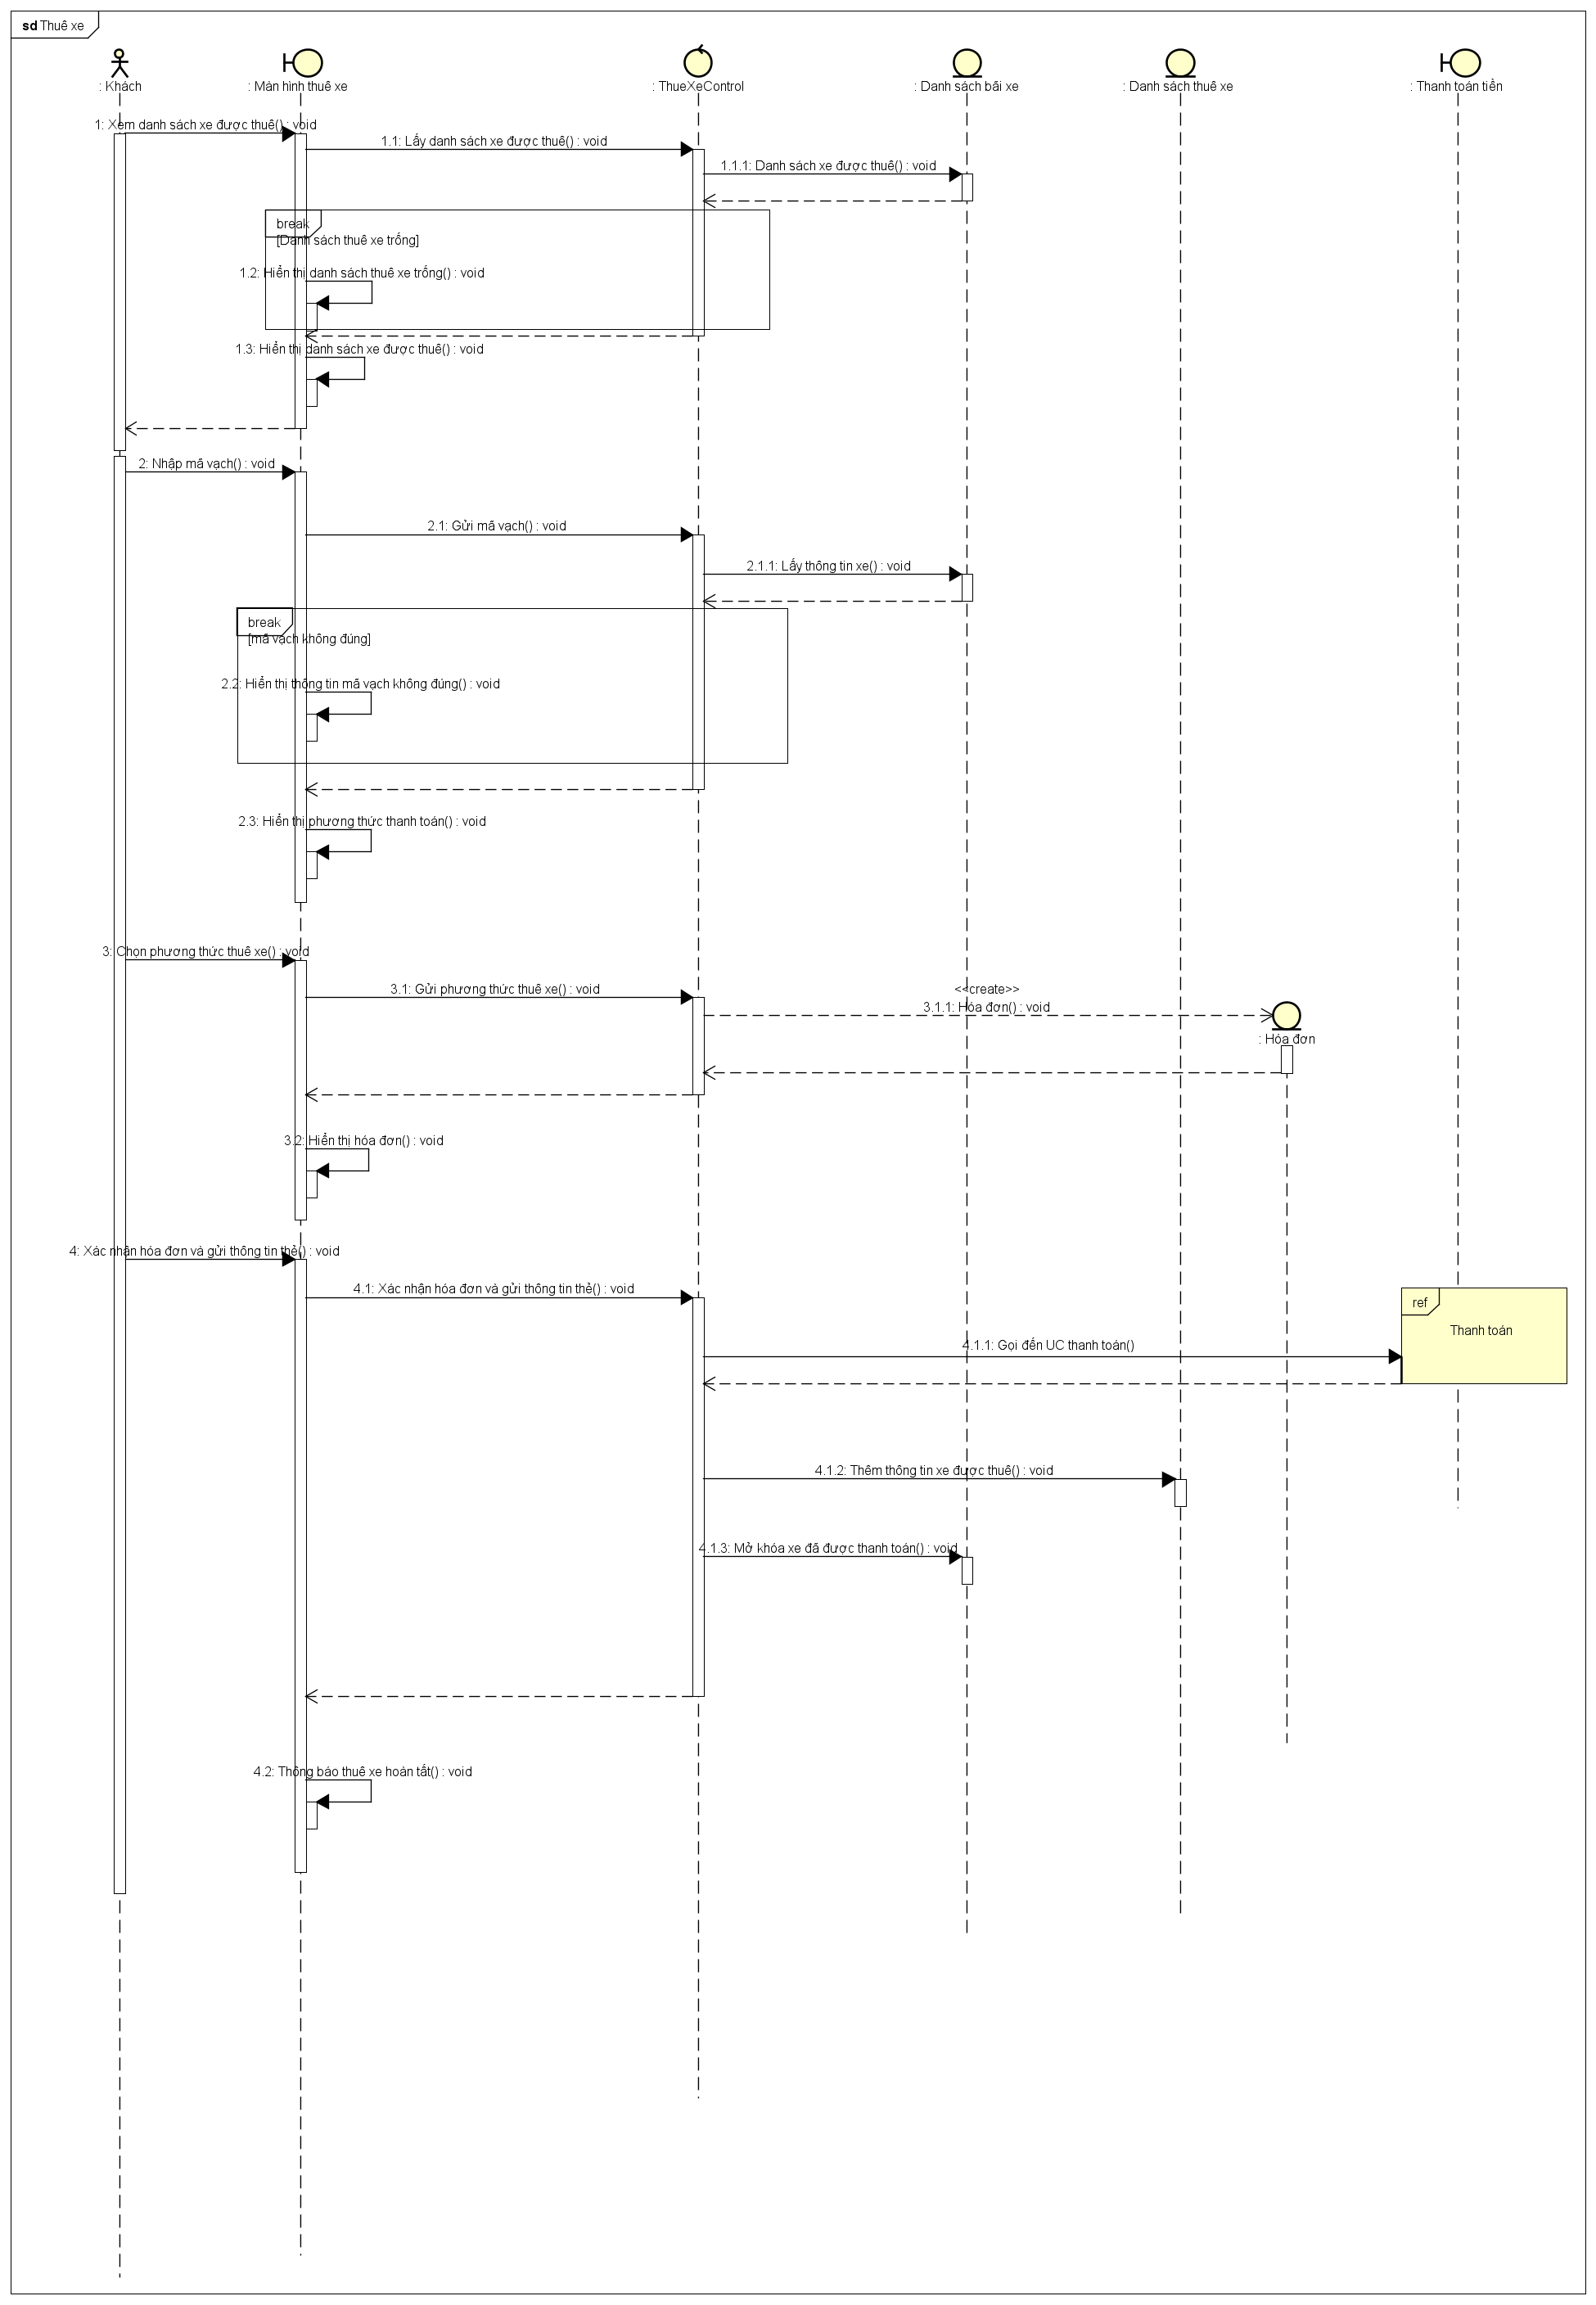 sd Thuê xe
: Khách
: Màn hình thuê xe
: ThueXeControl
: Danh sách bãi xe
: Danh sách thuê xe
: Thanh toán tiền
1: Xem danh sách xe được thuê() : void
1.1: Lấy danh sách xe được thuê() : void
1.1.1: Danh sách xe được thuê() : void
break
[Danh sách thuê xe trống]
1.2: Hiển thị danh sách thuê xe trống() : void
1.3: Hiển thị danh sách xe được thuê() : void
2: Nhập mã vạch() : void
2.1: Gửi mã vạch() : void
2.1.1: Lấy thông tin xe() : void
break
[mã vạch không đúng]
2.2: Hiển thị thông tin mã vạch không đúng() : void
2.3: Hiển thị phương thức thanh toán() : void
3: Chọn phương thức thuê xe() : void
3.1: Gửi phương thức thuê xe() : void
<<create>>
3.1.1: Hóa đơn() : void
: Hóa đơn
3.2: Hiển thị hóa đơn() : void
4: Xác nhận hóa đơn và gửi thông tin thẻ() : void
4.1: Xác nhận hóa đơn và gửi thông tin thẻ() : void
ref
Thanh toán
4.1.1: Gọi đến UC thanh toán()
4.1.2: Thêm thông tin xe được thuê() : void
4.1.3: Mở khóa xe đã được thanh toán() : void
4.2: Thông báo thuê xe hoàn tất() : void